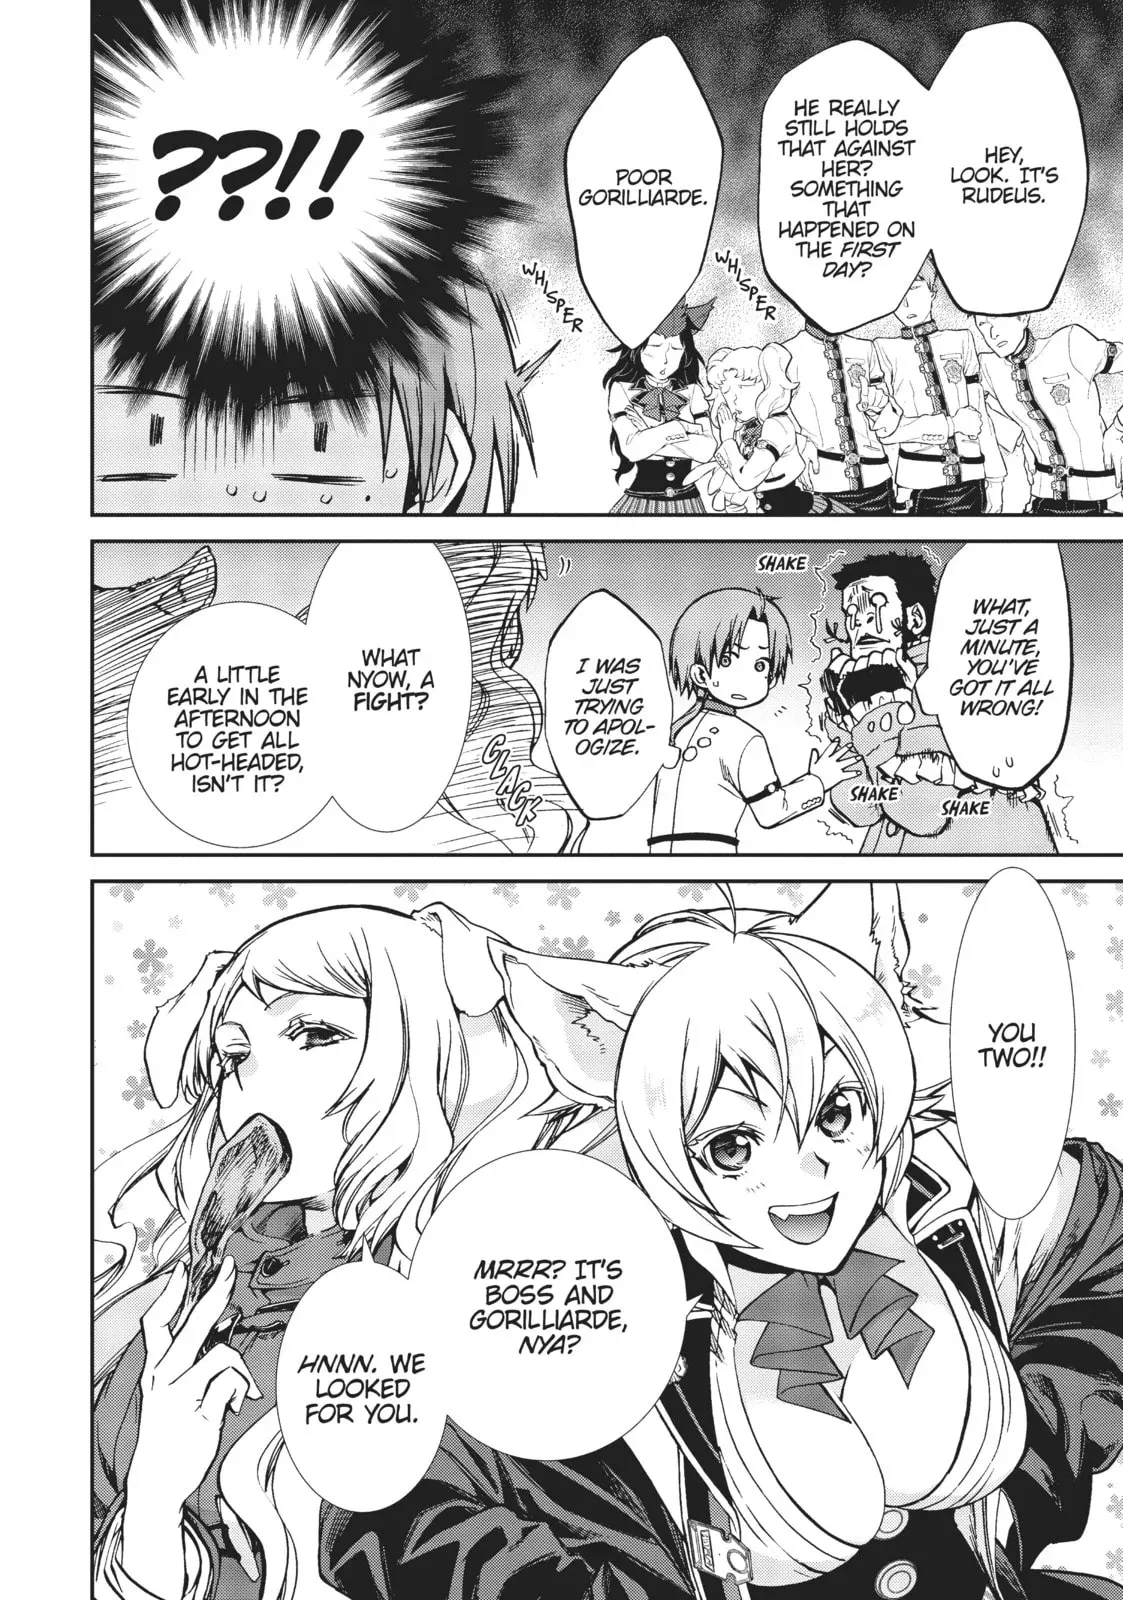 HEY,
LOOK. IT'S
RUDEUS.
HE REALLY
STILL HOLDS
THAT AGAINST
HER?
SOMETHING
THAT
HAPPENED ON
THE FIRST
DAY?
WHISPER
POOR
GORILLIARDE.
WHISPER
??!!
WHAT,
JUST A
MINUTE,
YOU'VE
GOT IT ALL
WRONG!
SHAKE
SHAKE
SHAKE
I WAS
JUST
TRYING
TO APOL-
OGIZE.
CLACK
WHAT
NYOW, A
FIGHT?
A LITTLE
EARLY IN THE
AFTERNOON
TO GET ALL
HOT-HEADED,
ISN'T IT?
YOU
TWO!!
MRRR? IT'S
BOSS AND
GORILLIARDE,
NYA?
HNNN. WE
LOOKED
FOR YOU.